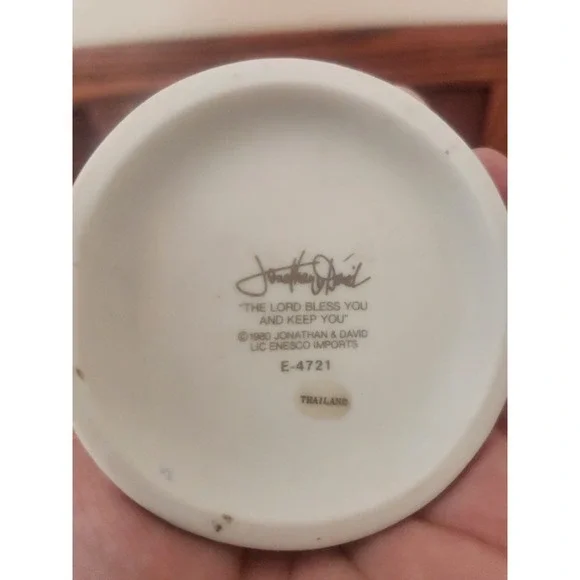 Jonathan & David
"THE LORD BLESS YOU
AND KEEP YOU"
© 1980 JONATHAN & DAVID
LIC ENESCO IMPORTS
E-4721
THAILAND